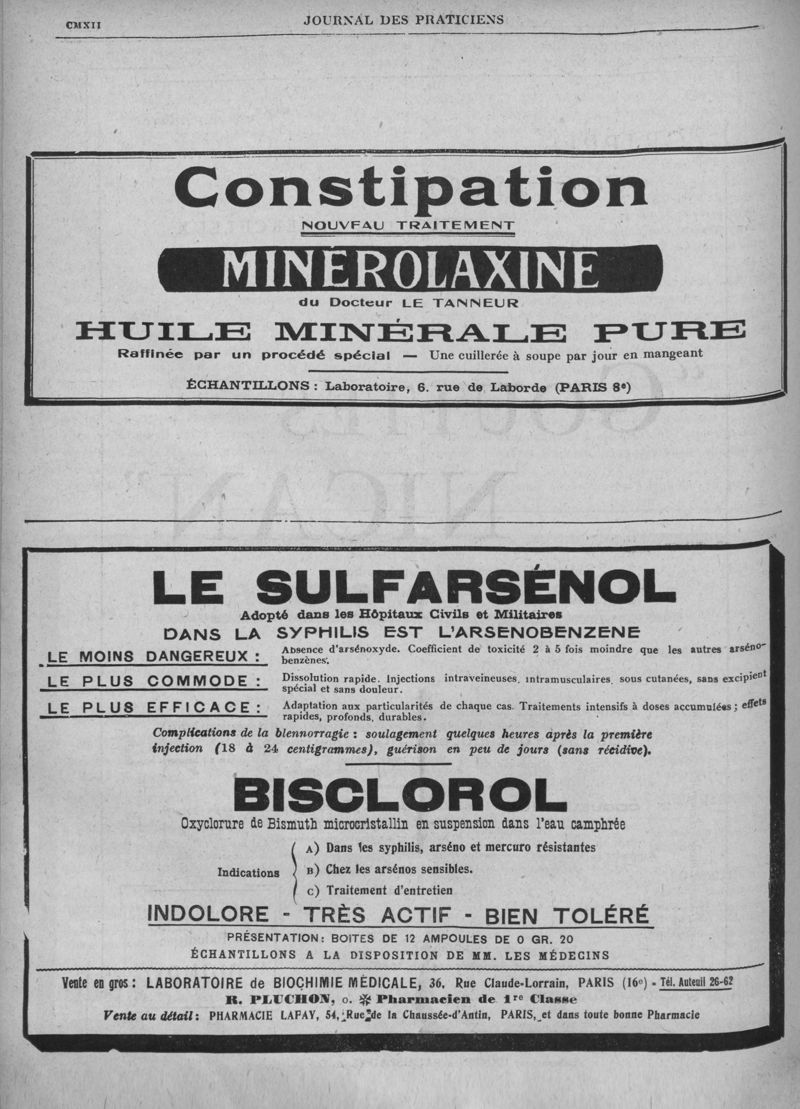 CMXII
JOURNAL DES PRATICIENS
Constipation
NOUVEAU TRAITEMENT
MINÉROLAXINE
du Docteur LE TANNEUR
HUILE MINÉRALE PURE
Raffinée par un procédé spécial — Une cuillerée à soupe par jour en mangeant
ÉCHANTILLONS : Laboratoire, 6. rue de Laborde (PARIS 8e)
LE SULFARSÉNOL
Adopté dans les Hôpitaux Civils et Militaires
DANS LA SYPHILIS EST L'ARSENOBENZENE
LE MOINS DANGEREUX : Absence d'arsénoxyde. Coefficient de toxicité 2 à 5 fois moindre que les autres arséno-
benzènes.
LE PLUS COMMODE : Dissolution rapide. Injections intraveineuses, intramusculaires, sous cutanées, sans excipient
spécial et sans douleur.
LE PLUS EFFICACE : Adaptation aux particularités de chaque cas. Traitements intensifs à doses accumulées ; effets
rapides, profonds, durables.
Complications de la blennorragie : soulagement quelques heures après la première
injection (18 à 24 centigrammes), guérison en peu de jours (sans récidive).
BISCLOROL
Oxyclorure de Bismuth microcristallin en suspension dans l'eau camphrée
Indications
A) Dans les syphilis, arséno et mercuro résistantes
B) Chez les arsénos sensibles.
C) Traitement d'entretien
INDOLORE - TRÈS ACTIF - BIEN TOLÉRÉ
PRÉSENTATION : BOITES DE 12 AMPOULES DE 0 GR. 20
ÉCHANTILLONS A LA DISPOSITION DE MM. LES MÉDECINS
Vente en gros : LABORATOIRE de BIOCHIMIE MÉDICALE, 36, Rue Claude-Lorrain, PARIS (16e) - Tél. Auteuil 26-62
R. PLUCHON, O. ✠ Pharmacien de 1re Classe
Vente au détail : PHARMACIE LAFAY, 54, Rue de la Chaussée-d'Antin, PARIS, et dans toute bonne Pharmacie